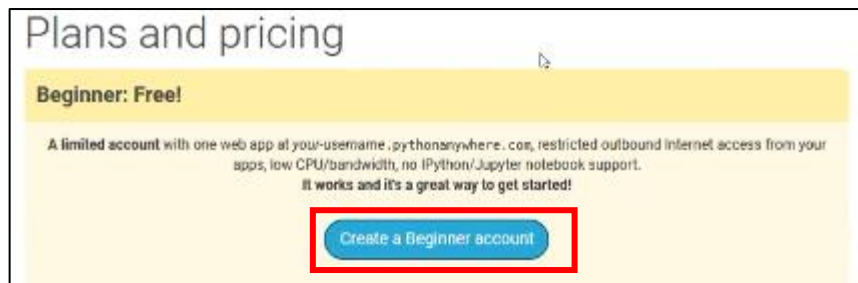 Plans and pricing
Beginner: Free!
A limited account with one web app at your-username.pythonanywhere.com, restricted outbound Internet access from your
apps, low CPU/bandwidth, no IPython/Jupyter notebook support.
It works and it's a great way to get started!
Create a Beginner account